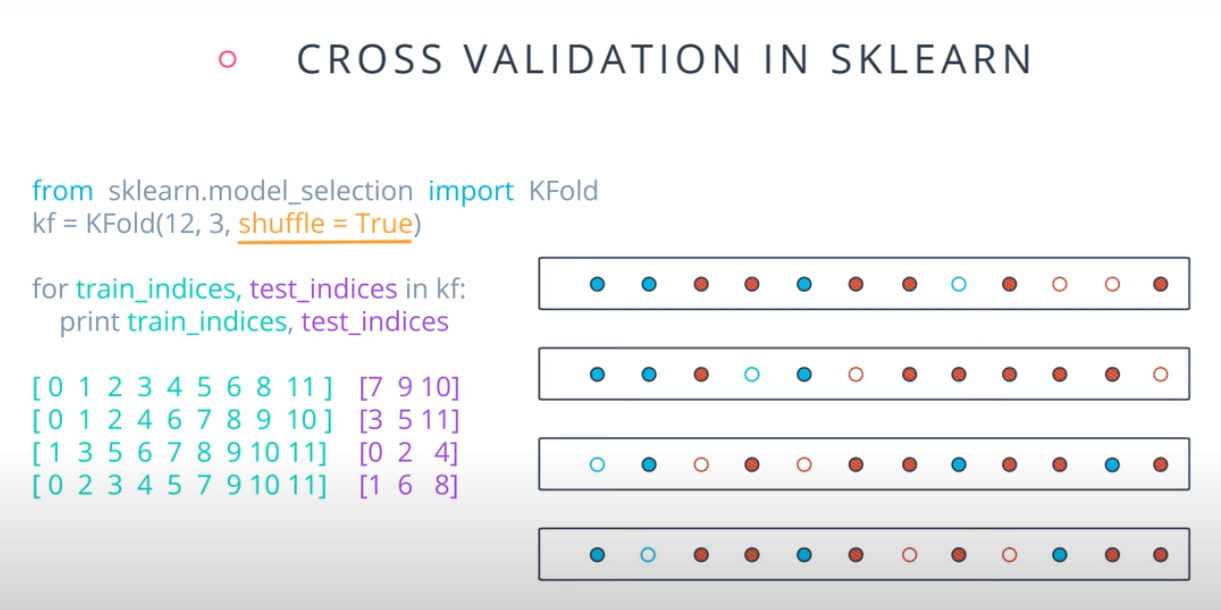 CROSS VALIDATION IN SKLEARN
from sklearn.model_selection import KFold
kf = KFold(12, 3, shuffle = True)
for train_indices, test_indices in kf:
print train_indices, test_indices
[ 0 1 2 3 4 5 6 8 11 ] [7 9 10]
[ 0 1 2 4 6 7 8 9 10 ] [3 5 11]
[ 1 3 5 6 7 8 9 10 11] [0 2 4]
[ 0 2 3 4 5 7 9 10 11] [1 6 8]